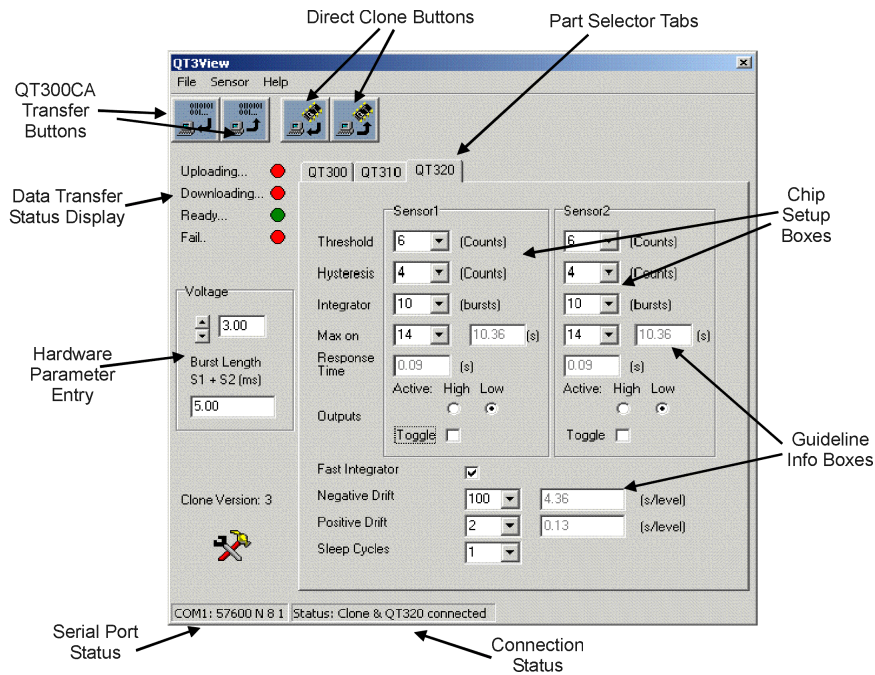 Direct Clone Buttons
Part Selector Tabs
QT3View
File Sensor Help
QT300CA
Transfer
Buttons
011010I
001...
011010I
001...
Uploading...
Downloading...
Ready...
Fail..
Data Transfer
Status Display
QT300 QT310 QT320
Chip
Setup
Boxes
Sensor1 Sensor2
Threshold 6 (Counts) 6 (Counts)
Hysteresis 4 (Counts) 4 (Counts)
Integrator 10 (bursts) 10 (bursts)
Max on 14 10.36 (s) 14 10.36 (s)
Response
Time 0.09 (s) 0.09 (s)
Active: High Low Active: High Low
Outputs
Toggle Toggle
Voltage
3.00
Burst Length
S1 + S2 (ms)
5.00
Hardware
Parameter
Entry
Guideline
Info Boxes
Fast Integrator
Negative Drift 100 4.36 (s/level)
Positive Drift 2 0.13 (s/level)
Sleep Cycles 1
Clone Version: 3
COM1: 57600 N 8 1 Status: Clone & QT320 connected
Serial Port
Status
Connection
Status